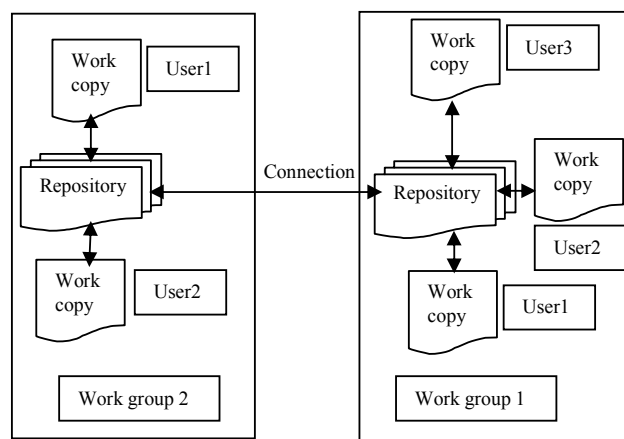 Work
copy
User1
Repository
Work
copy
User2
Work group 2
Connection
Work
copy
User3
Repository
Work
copy
User2
Work
copy
User1
Work group 1